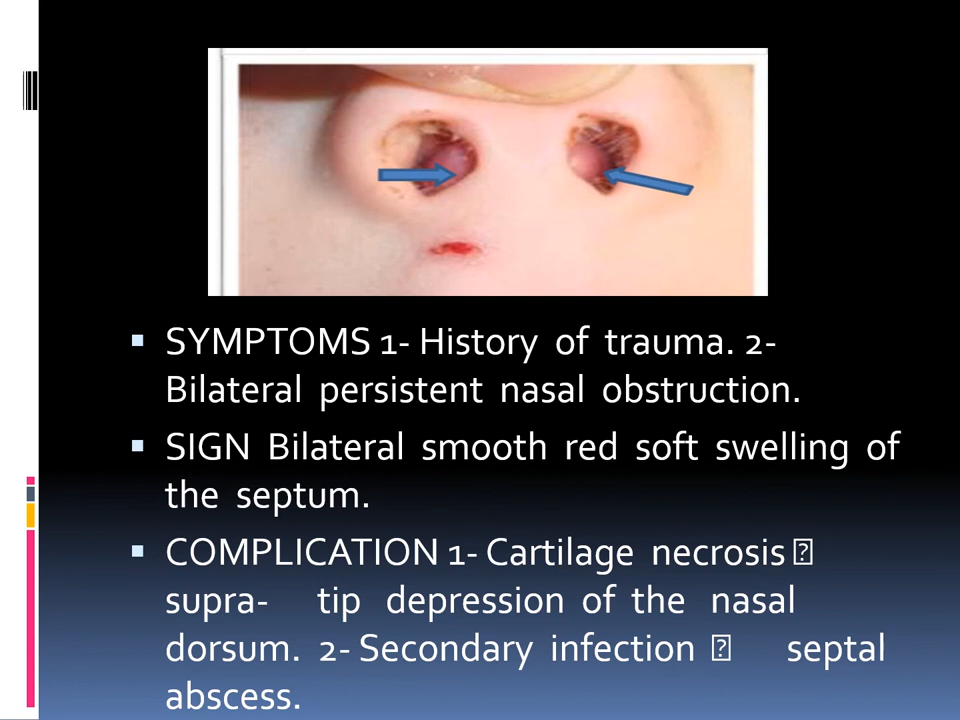 ▪ SYMPTOMS 1- History of trauma. 2-
Bilateral persistent nasal obstruction.
▪ SIGN Bilateral smooth red soft swelling of
the septum.
▪ COMPLICATION 1- Cartilage necrosis �
supra- tip depression of the nasal
dorsum. 2- Secondary infection � septal
abscess.